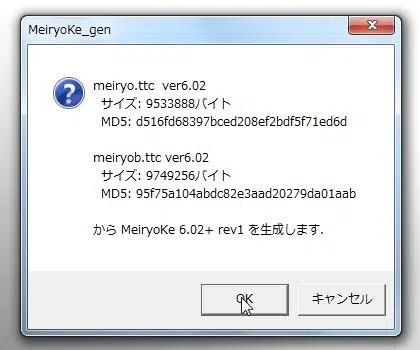 MeiryoKe_gen
meiryo.ttc ver6.02
サイズ: 9533888バイト
MD5: d516fd68397bced208ef2bdf5f71ed6d
meiryob.ttc ver6.02
サイズ: 9749256バイト
MD5: 95f75a104abdc82e3aad20279da01aab
から MeiryoKe 6.02+ rev1 を生成します.
OK
キャンセル